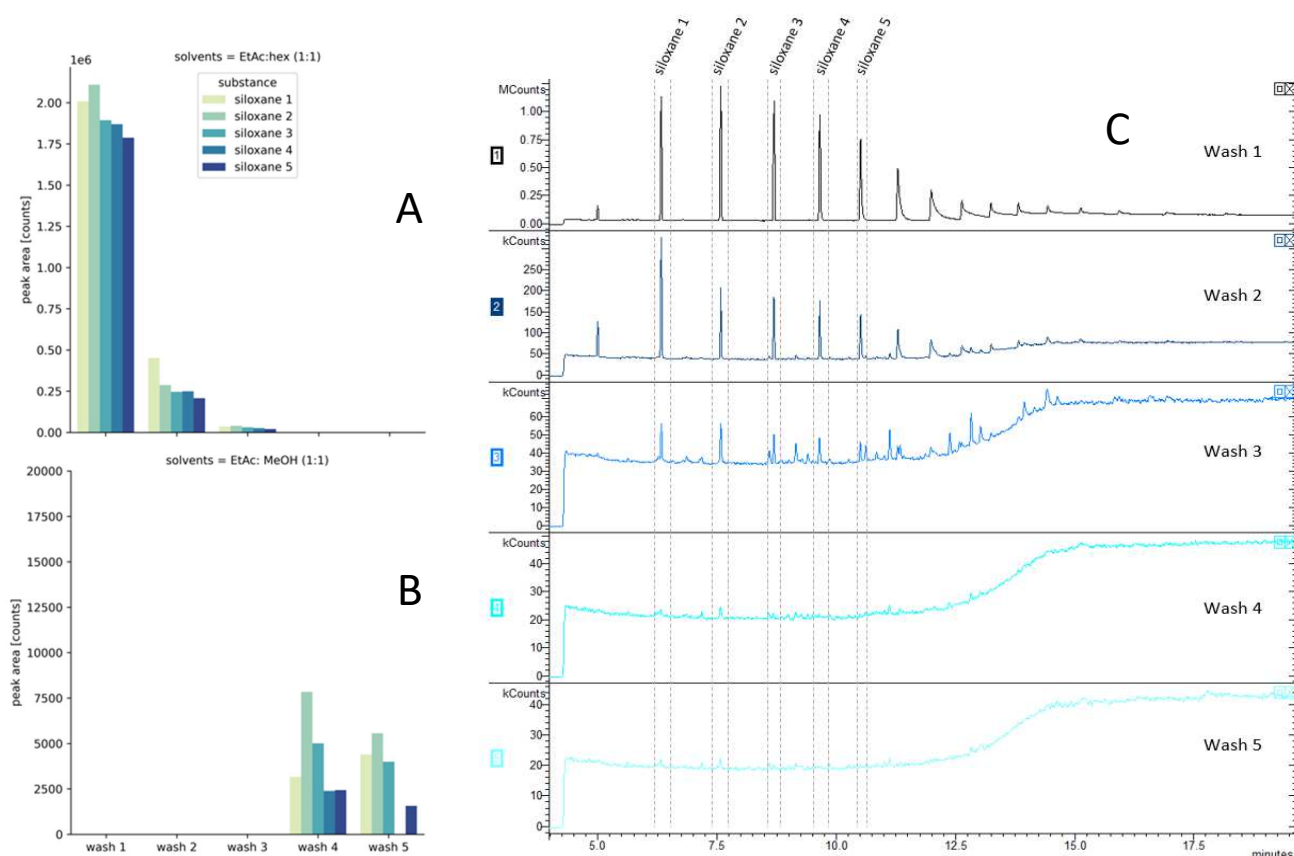 solvents = EtAc:hex (1:1)
1e6
substance
siloxane 1
siloxane 2
siloxane 3
siloxane 4
siloxane 5
2.00
1.75
1.50
1.25
1.00
0.75
0.50
0.25
0.00
peak area [counts]
A
solvents = EtAc: MeOH (1:1)
20000
17500
15000
12500
10000
7500
5000
2500
0
peak area [counts]
B
wash 1 wash 2 wash 3 wash 4 wash 5
siloxane 1
siloxane 2
siloxane 3
siloxane 4
siloxane 5
C
MCounts
1.00
0.75
0.50
0.25
0.00
1
Wash 1
kCounts
250
200
150
100
50
0
2
Wash 2
kCounts
60
50
40
30
20
10
0
3
Wash 3
kCounts
40
30
20
10
0
Wash 4
kCounts
40
30
20
10
0
Wash 5
5.0 7.5 10.0 12.5 15.0 17.5
minutes